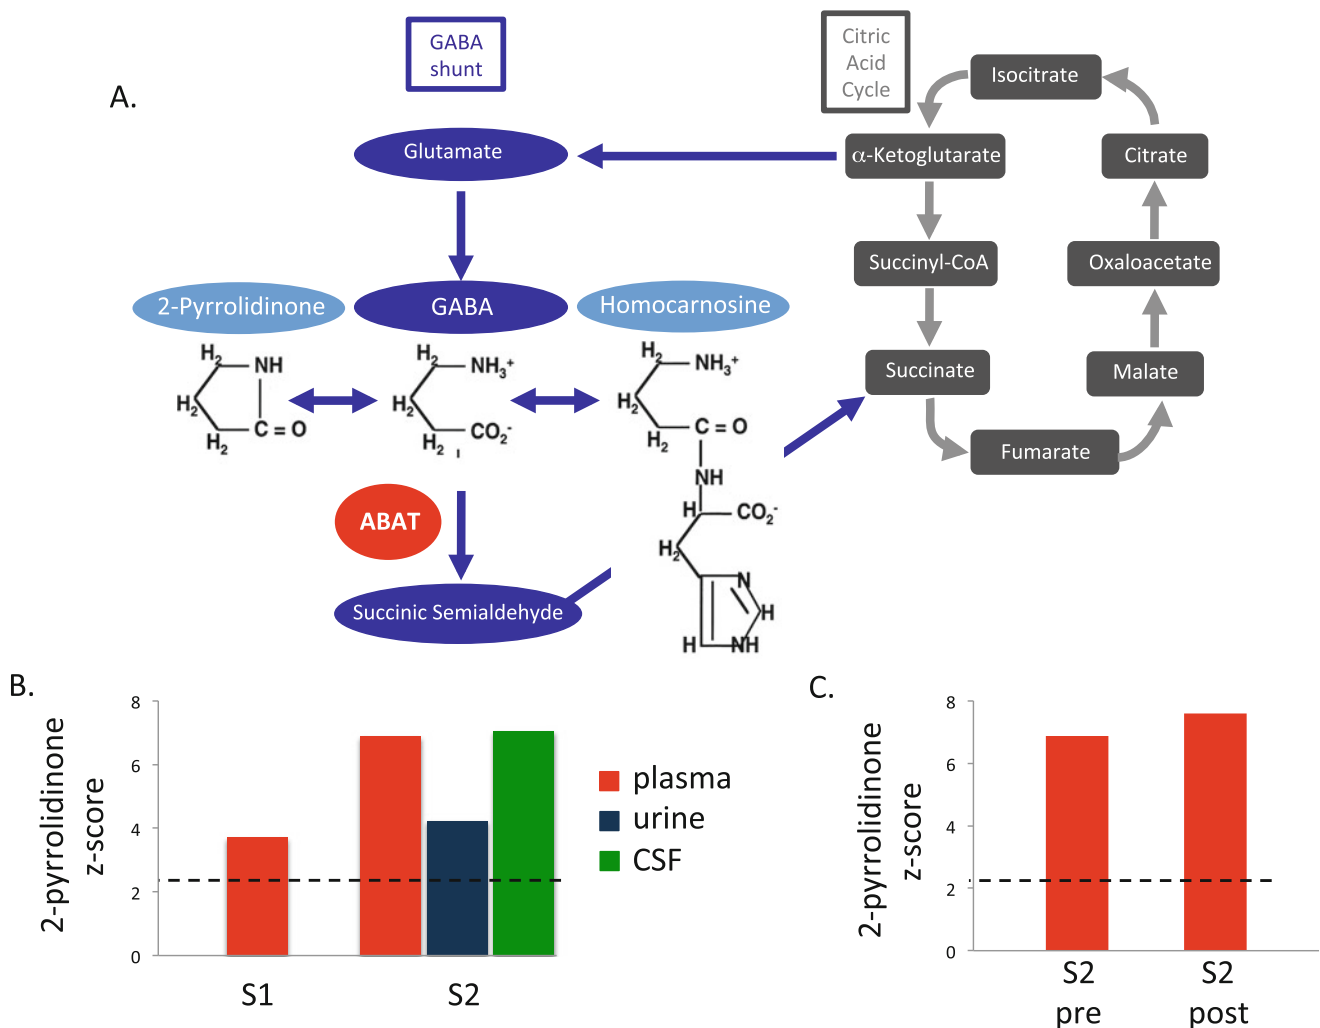 A.
GABA
shunt
Citric
Acid
Cycle
Isocitrate
Glutamate
α-Ketoglutarate
Citrate
Succinyl-CoA
Oxaloacetate
2-Pyrrolidinone
GABA
Homocarnosine
Succinate
Malate
Fumarate
H2
NH
H2
H2
C=O
H2
NH3+
H2
H2
CO2-
H2
NH3+
H2
H2
C=O
NH
H
CO2-
H2
N
H
H
NH
ABAT
Succinic Semialdehyde
B.
2-pyrrolidinone
z-score
8
6
4
2
0
S1
S2
plasma
urine
CSF
C.
2-pyrrolidinone
z-score
8
6
4
2
0
S2
pre
S2
post